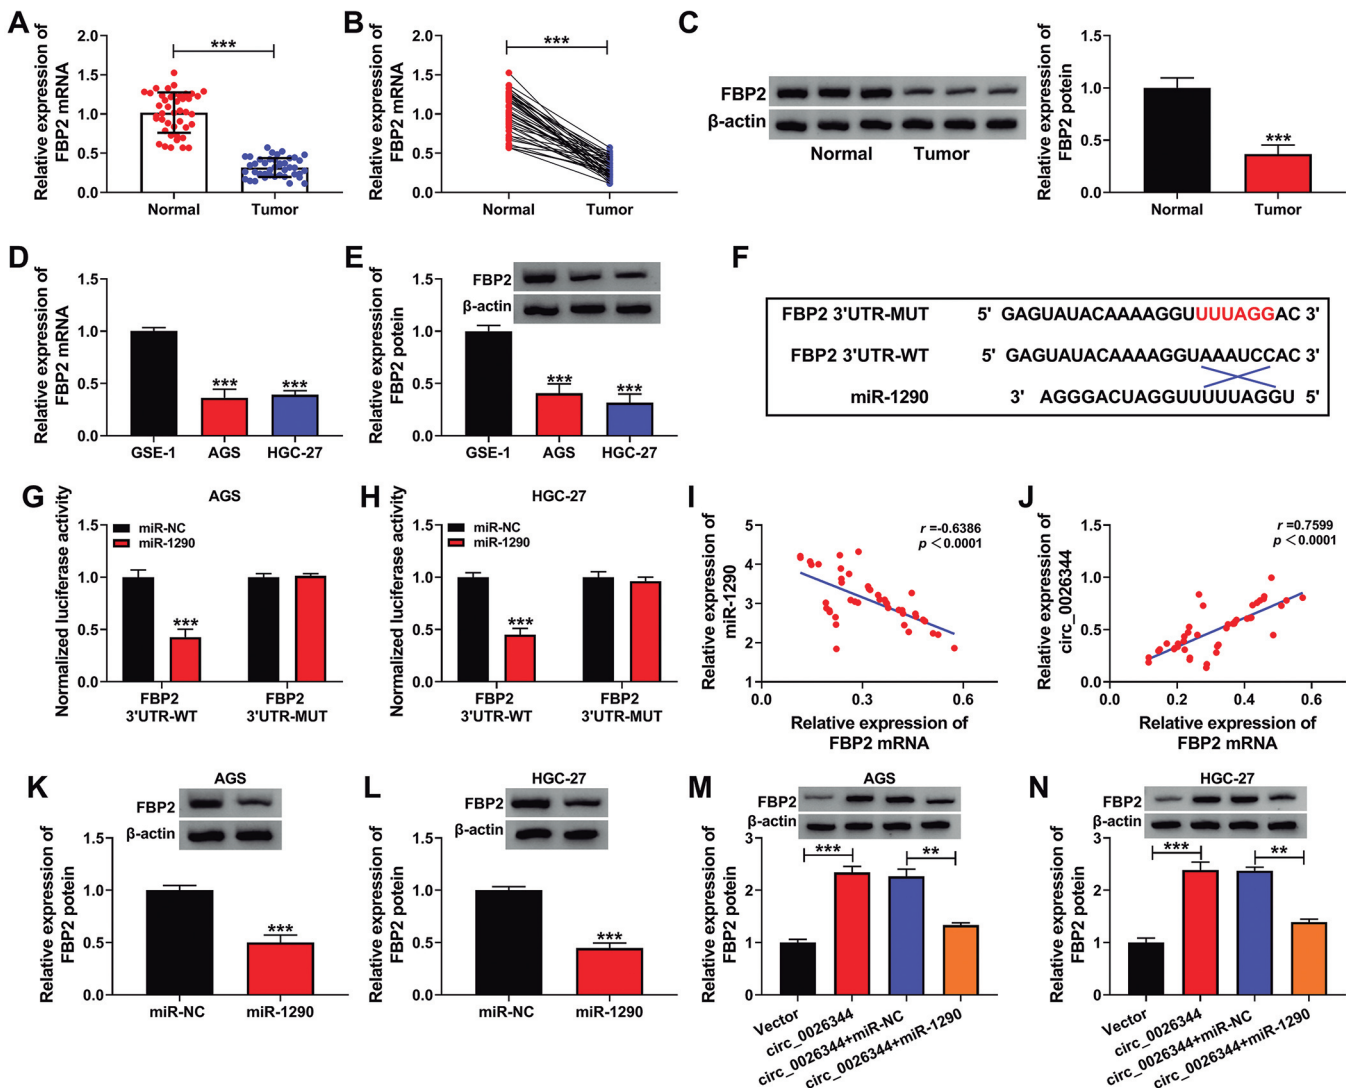 A
Relative expression of
FBP2 mRNA
2.0
1.5
1.0
0.5
0.0
***
Normal
Tumor
B
Relative expression of
FBP2 mRNA
2.0
1.5
1.0
0.5
0.0
***
Normal
Tumor
C
FBP2
β-actin
Normal
Tumor
Relative expression of
FBP2 potein
1.5
1.0
0.5
0.0
***
Normal
Tumor
D
Relative expression of
FBP2 mRNA
1.5
1.0
0.5
0.0
***
***
GSE-1
AGS
HGC-27
E
FBP2
β-actin
Relative expression of
FBP2 potein
1.5
1.0
0.5
0.0
***
***
GSE-1
AGS
HGC-27
F
FBP2 3'UTR-MUT 5' GAGUAUACAAAAGGUUUUAGGAC 3'
FBP2 3'UTR-WT 5' GAGUAUACAAAAGGUAAAUCCAC 3'
miR-1290 3' AGGGACUAGGUUUUUAGGU 5'
G
AGS
Normalized luciferase activity
1.5
1.0
0.5
0.0
miR-NC
miR-1290
***
FBP2
3'UTR-WT
FBP2
3'UTR-MUT
H
HGC-27
Normalized luciferase activity
1.5
1.0
0.5
0.0
miR-NC
miR-1290
***
FBP2
3'UTR-WT
FBP2
3'UTR-MUT
I
Relative expression of
miR-1290
5
4
3
2
1
r =-0.6386
p <0.0001
0.0
0.3
0.6
Relative expression of
FBP2 mRNA
J
Relative expression of
circ_0026344
1.5
1.0
0.5
0.0
r =0.7599
p <0.0001
0.0
0.2
0.4
0.6
Relative expression of
FBP2 mRNA
K
AGS
FBP2
β-actin
Relative expression of
FBP2 potein
1.5
1.0
0.5
0.0
***
miR-NC
miR-1290
L
HGC-27
FBP2
β-actin
Relative expression of
FBP2 potein
1.5
1.0
0.5
0.0
***
miR-NC
miR-1290
M
AGS
FBP2
β-actin
Relative expression of
FBP2 potein
3
2
1
0
***
**
Vector
circ_0026344
circ_0026344+miR-NC
circ_0026344+miR-1290
N
HGC-27
FBP2
β-actin
Relative expression of
FBP2 potein
3
2
1
0
***
**
Vector
circ_0026344
circ_0026344+miR-NC
circ_0026344+miR-1290